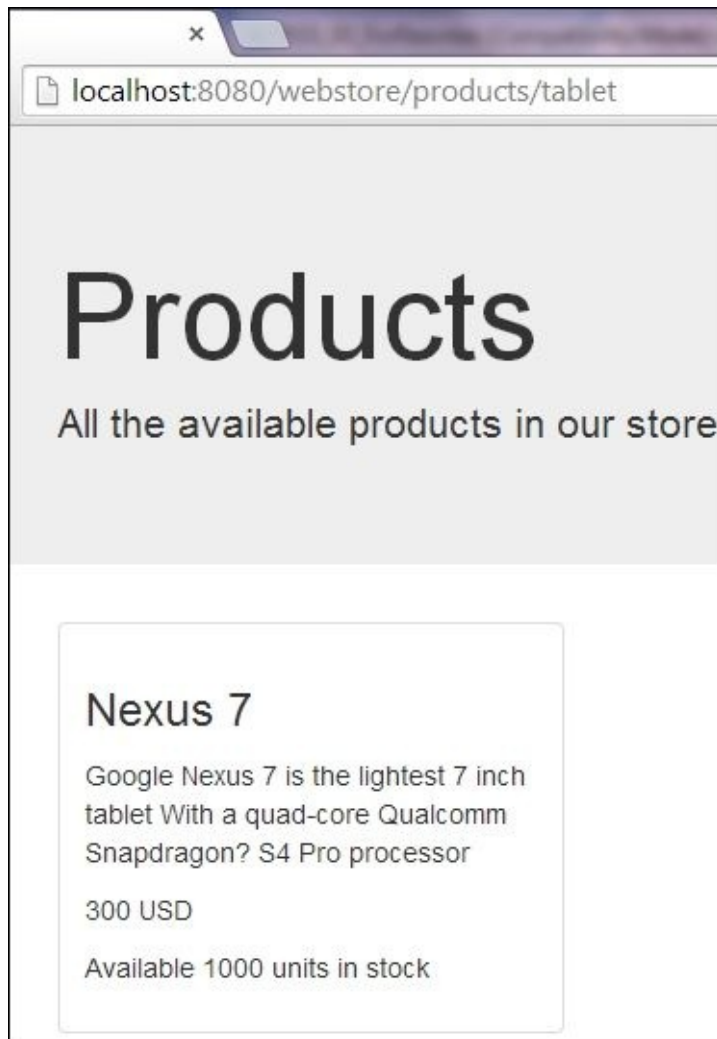 localhost:8080/webstore/products/tablet
Products
All the available products in our store
Nexus 7
Google Nexus 7 is the lightest 7 inch
tablet With a quad-core Qualcomm
Snapdragon? S4 Pro processor
300 USD
Available 1000 units in stock